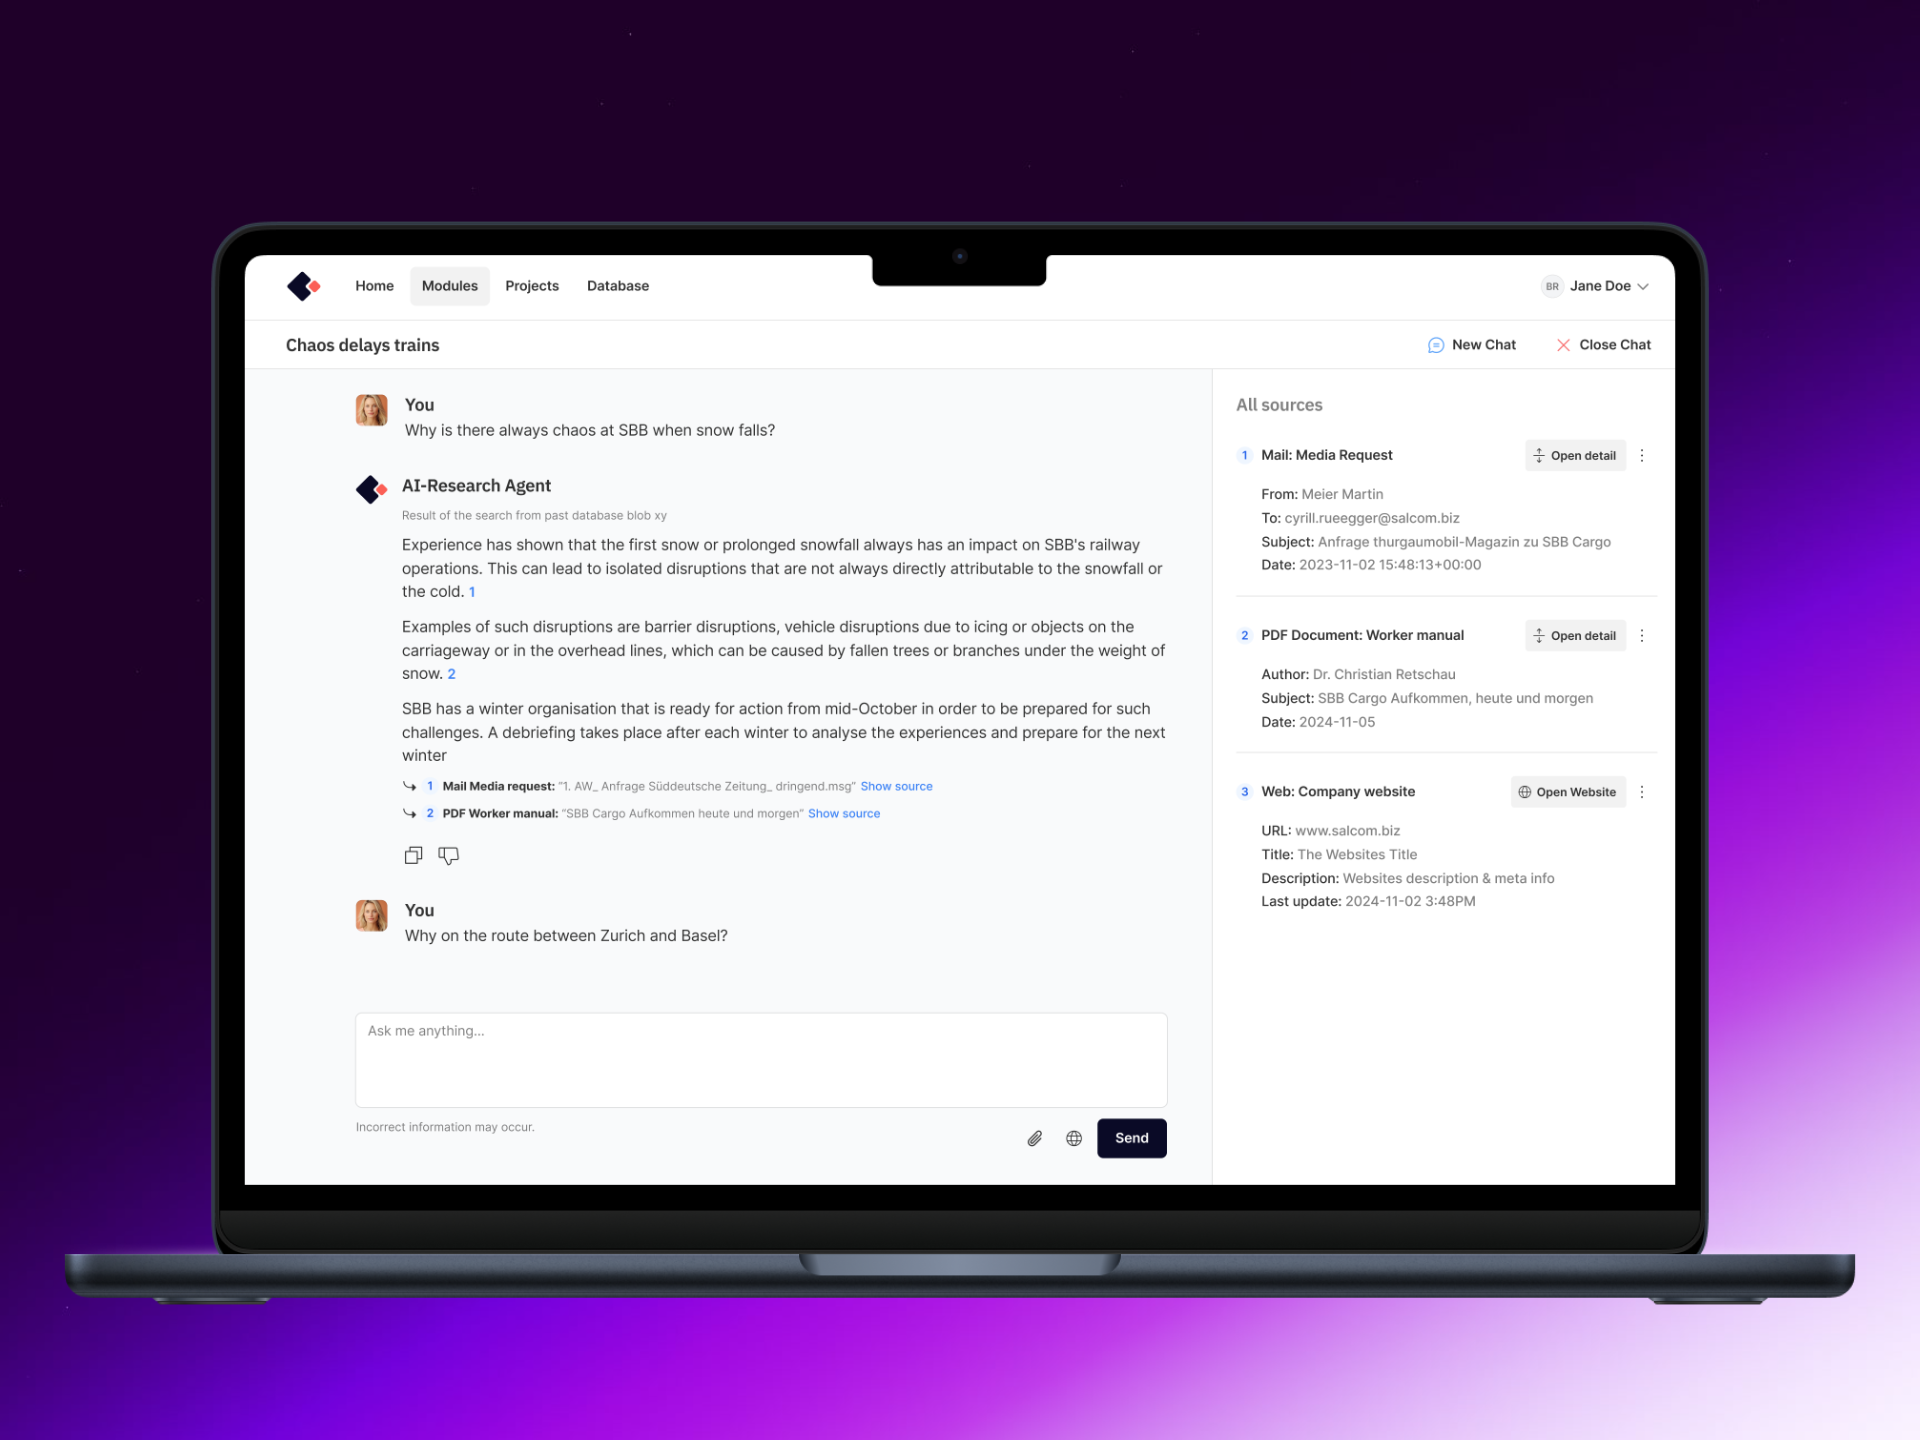 Home
Modules
Projects
Database
BR
Jane Doe
Chaos delays trains
New Chat
Close Chat
You
Why is there always chaos at SBB when snow falls?
AI-Research Agent
Result of the search from past database blob xy
Experience has shown that the first snow or prolonged snowfall always has an impact on SBB's railway
operations. This can lead to isolated disruptions that are not always directly attributable to the snowfall or
the cold. 1
Examples of such disruptions are barrier disruptions, vehicle disruptions due to icing or objects on the
carriageway or in the overhead lines, which can be caused by fallen trees or branches under the weight of
snow. 2
SBB has a winter organisation that is ready for action from mid-October in order to be prepared for such
challenges. A debriefing takes place after each winter to analyse the experiences and prepare for the next
winter
1 Mail Media request: "1. AW_ Anfrage Süddeutsche Zeitung_ dringend.msg" Show source
2 PDF Worker manual: "SBB Cargo Aufkommen heute und morgen" Show source
You
Why on the route between Zurich and Basel?
Ask me anything...
Incorrect information may occur.
Send
All sources
1 Mail: Media Request
Open detail
From: Meier Martin
To: cyrill.rueegger@salcom.biz
Subject: Anfrage thurgaumobil-Magazin zu SBB Cargo
Date: 2023-11-02 15:48:13+00:00
2 PDF Document: Worker manual
Open detail
Author: Dr. Christian Retschau
Subject: SBB Cargo Aufkommen, heute und morgen
Date: 2024-11-05
3 Web: Company website
Open Website
URL: www.salcom.biz
Title: The Websites Title
Description: Websites description & meta info
Last update: 2024-11-02 3:48PM